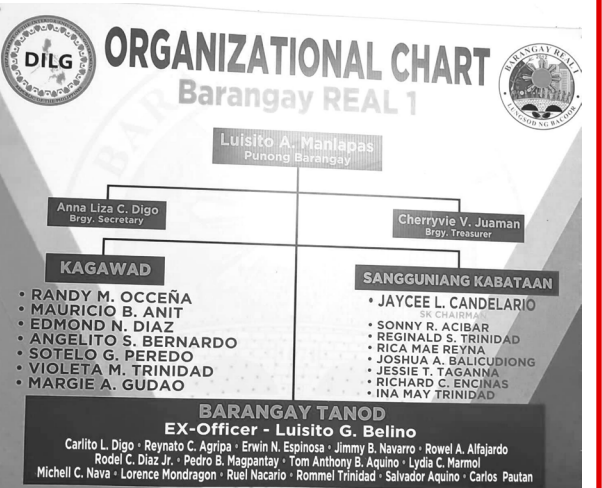 DILG
ORGANIZATIONAL CHART
Barangay REAL 1
BARANGAY REAL I
LUNGSOD NG BACOOR
Luisito A. Manlapas
Punong Barangay
Anna Liza C. Digo
Brgy. Secretary
Cherryvie V. Juaman
Brgy. Treasurer
KAGAWAD
• RANDY M. OCCEÑA
• MAURICIO B. ANIT
• EDMOND N. DIAZ
• ANGELITO S. BERNARDO
• SOTELO G. PEREDO
• VIOLETA M. TRINIDAD
• MARGIE A. GUDAO
SANGGUNIANG KABATAAN
• JAYCEE L. CANDELARIO
SK CHAIRMAN
• SONNY R. ACIBAR
• REGINALD S. TRINIDAD
• RICA MAE REYNA
• JOSHUA A. BALICUDIONG
• JESSIE T. TAGANNA
• RICHARD C. ENCINAS
• INA MAY TRINIDAD
BARANGAY TANOD
EX-Officer - Luisito G. Belino
Carlito L. Digo • Reynato C. Agripa • Erwin N. Espinosa • Jimmy B. Navarro • Rowel A. Alfajardo
Rodel C. Diaz Jr. • Pedro B. Magpantay • Tom Anthony B. Aquino • Lydia C. Marmol
Michell C. Nava • Lorence Mondragon • Ruel Nacario • Rommel Trinidad • Salvador Aquino • Carlos Pautan